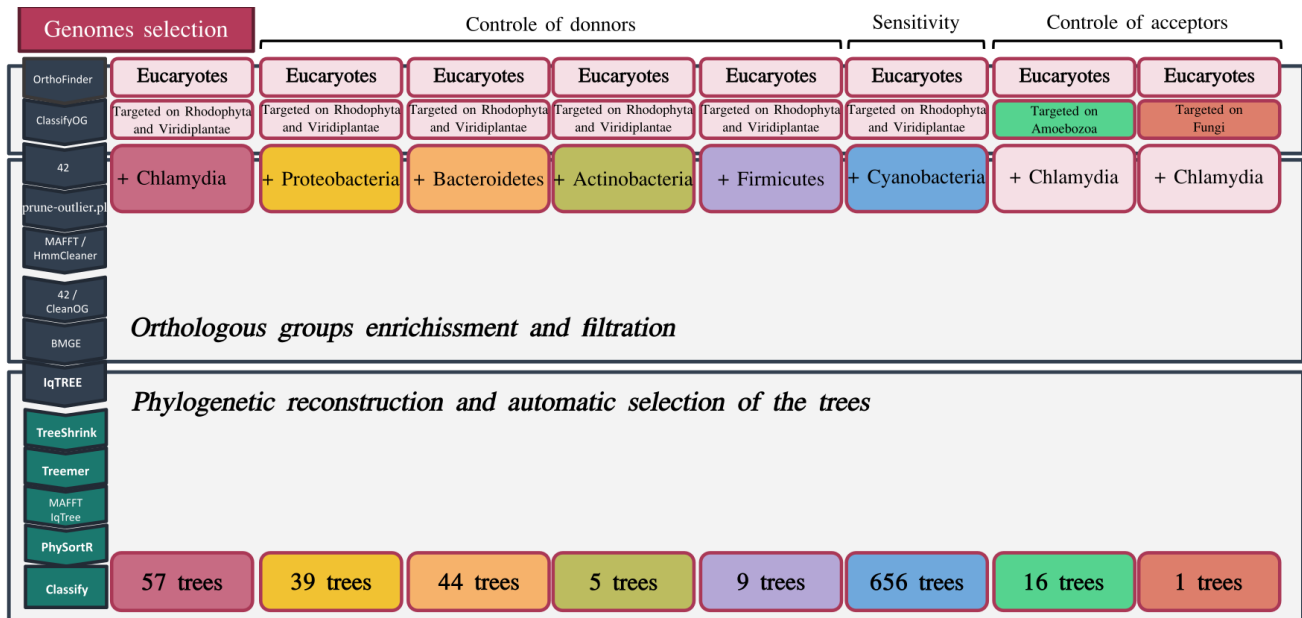 Genomes selection
Controle of donnors
Sensitivity
Controle of acceptors
OrthoFinder
Eucaryotes
Eucaryotes
Eucaryotes
Eucaryotes
Eucaryotes
Eucaryotes
Eucaryotes
Eucaryotes
ClassifyOG
Targeted on Rhodophyta
and Viridiplantae
Targeted on Rhodophyta
and Viridiplantae
Targeted on Rhodophyta
and Viridiplantae
Targeted on Rhodophyta
and Viridiplantae
Targeted on Rhodophyta
and Viridiplantae
Targeted on Rhodophyta
and Viridiplantae
Targeted on
Amoebozoa
Targeted on
Fungi
42
+ Chlamydia
+ Proteobacteria
+ Bacteroidetes
+ Actinobacteria
+ Firmicutes
+ Cyanobacteria
+ Chlamydia
+ Chlamydia
prune-outlier.pl
MAFFT /
HmmCleaner
42 /
CleanOG
Orthologous groups enrichissment and filtration
BMGE
IqTREE
Phylogenetic reconstruction and automatic selection of the trees
TreeShrink
Treemer
MAFFT
IqTree
PhySortR
Classify
57 trees
39 trees
44 trees
5 trees
9 trees
656 trees
16 trees
1 trees